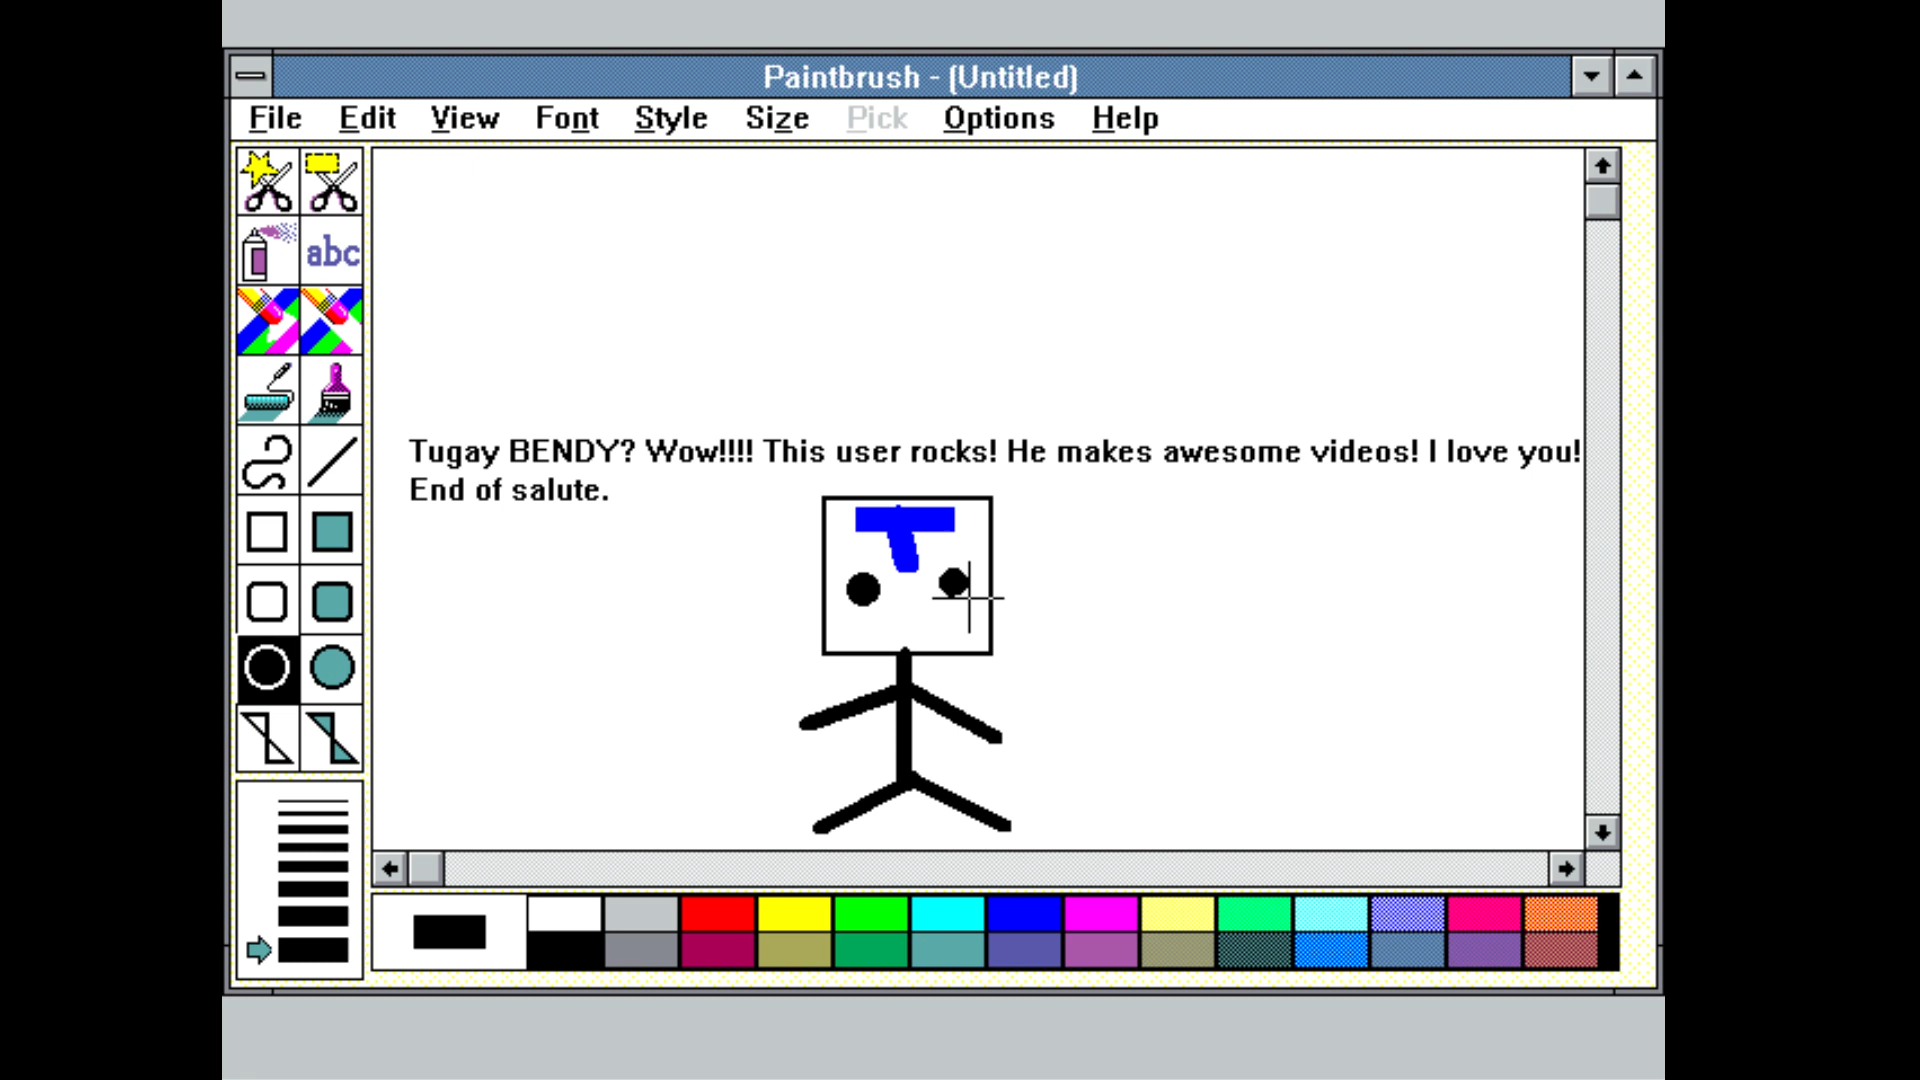 Paintbrush - (Untitled)
File Edit View Font Style Size Pick Options Help
abc
Tugay BENDY? Wow!!!! This user rocks! He makes awesome videos! I love you!
End of salute.
T